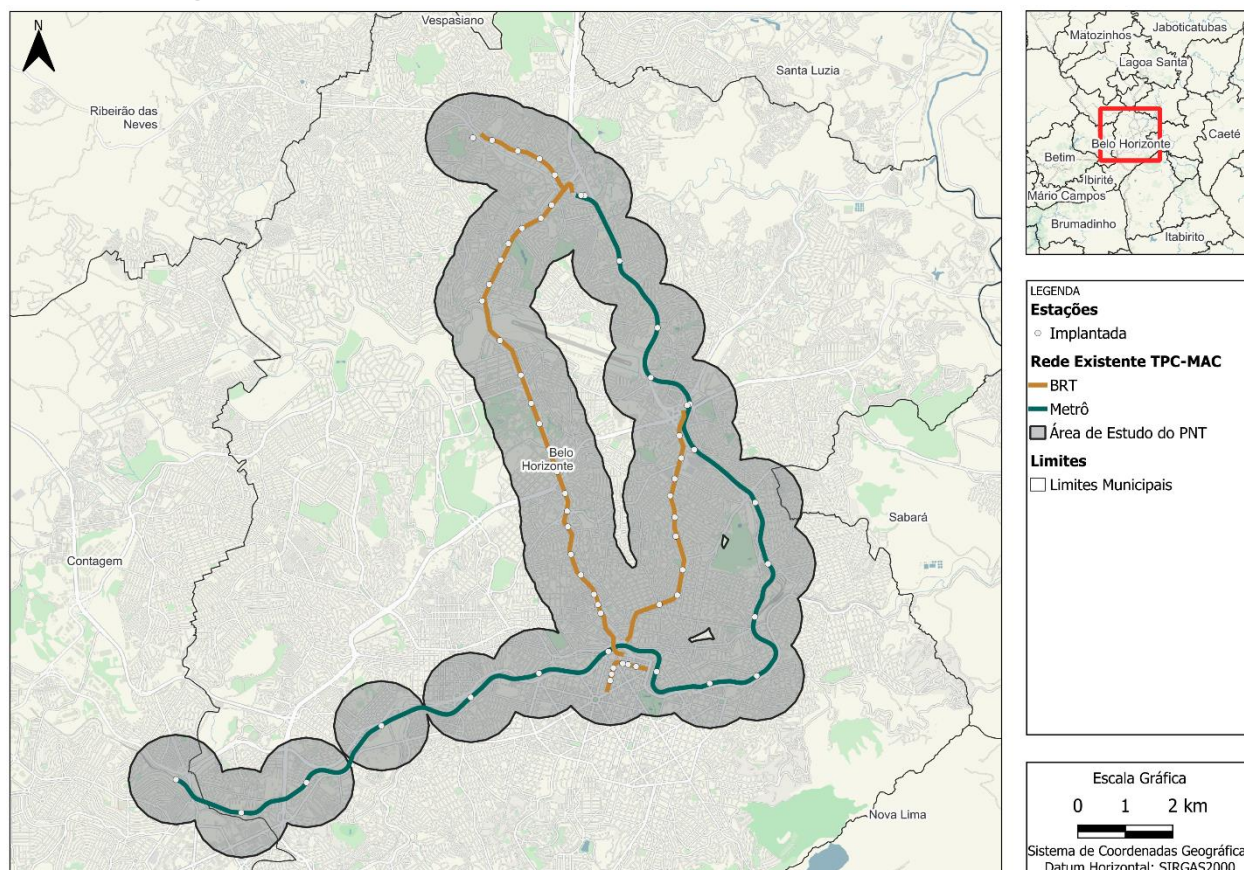 N
Vespasiano
Santa Luzia
Ribeirão das
Neves
Belo
Horizonte
Sabará
Contagem
Nova Lima
Matozinhos
Jaboticatubas
Lagoa Santa
Caeté
Belo Horizonte
Betim
Ibirité
Mário Campos
Brumadinho
Itabirito
LEGENDA
Estações
Implantada
Rede Existente TPC-MAC
BRT
Metrô
Área de Estudo do PNT
Limites
Limites Municipais
Escala Gráfica
0 1 2 km
Sistema de Coordenadas Geográfica
Datum Horizontal: SIRGAS2000